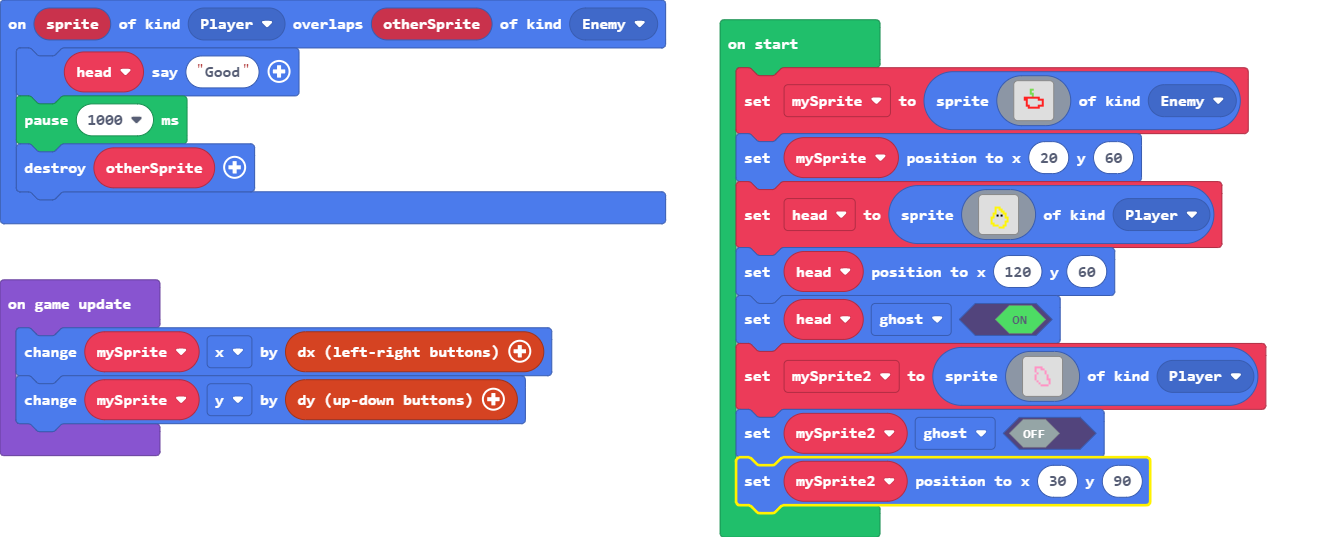 on sprite of kind Player overlaps otherSprite of kind Enemy
head say "Good"
pause 1000 ms
destroy otherSprite
on game update
change mySprite x by dx (left-right buttons)
change mySprite y by dy (up-down buttons)
on start
set mySprite to sprite of kind Enemy
set mySprite position to x 20 y 60
set head to sprite of kind Player
set head position to x 120 y 60
set head ghost ON
set mySprite2 to sprite of kind Player
set mySprite2 ghost OFF
set mySprite2 position to x 30 y 90